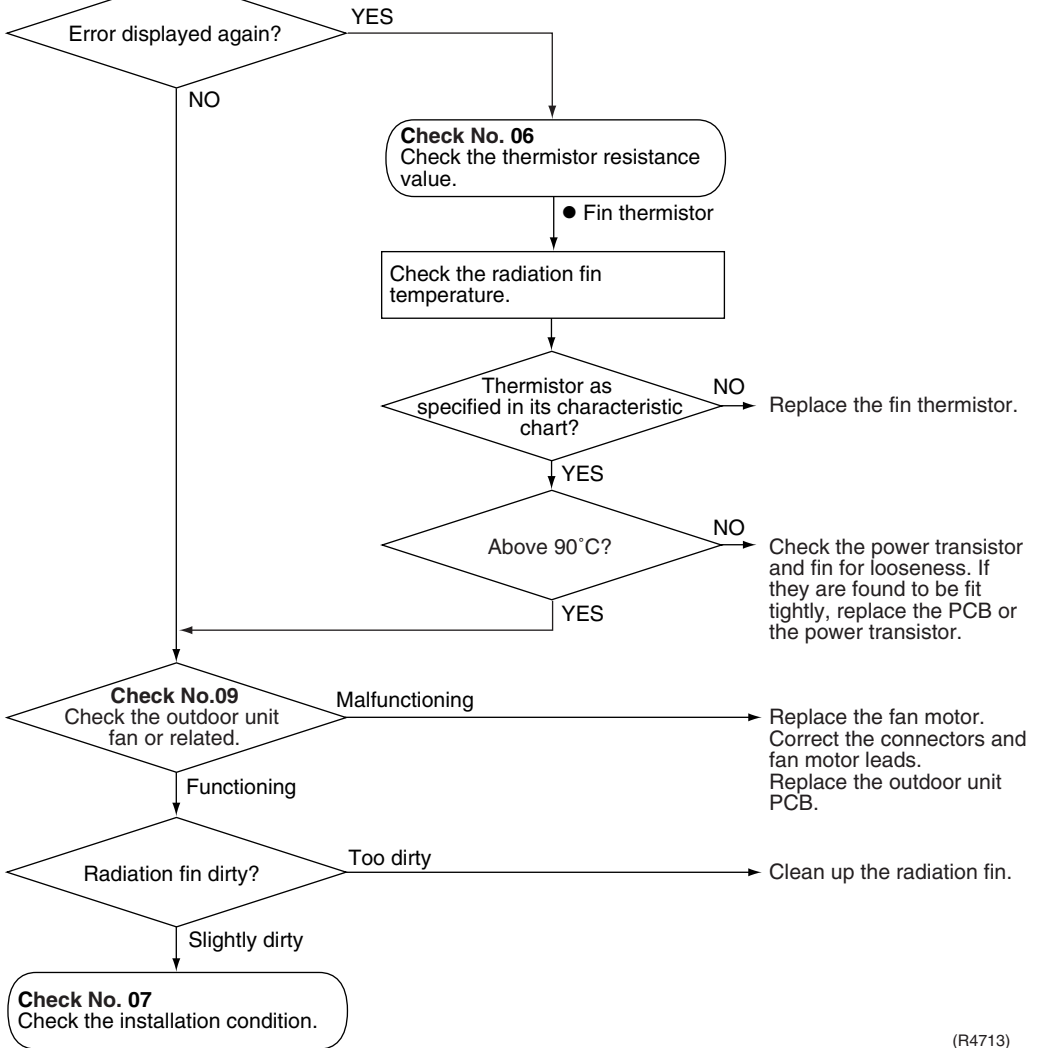 YES
Error displayed again?
NO
Check No. 06
Check the thermistor resistance
value.
● Fin thermistor
Check the radiation fin
temperature.
Thermistor as
specified in its characteristic
chart?
NO
Replace the fin thermistor.
YES
Above 90˚C?
NO
Check the power transistor
and fin for looseness. If
they are found to be fit
tightly, replace the PCB or
the power transistor.
YES
Check No.09
Check the outdoor unit
fan or related.
Malfunctioning
Replace the fan motor.
Correct the connectors and
fan motor leads.
Replace the outdoor unit
PCB.
Functioning
Radiation fin dirty?
Too dirty
Clean up the radiation fin.
Slightly dirty
Check No. 07
Check the installation condition.
(R4713)